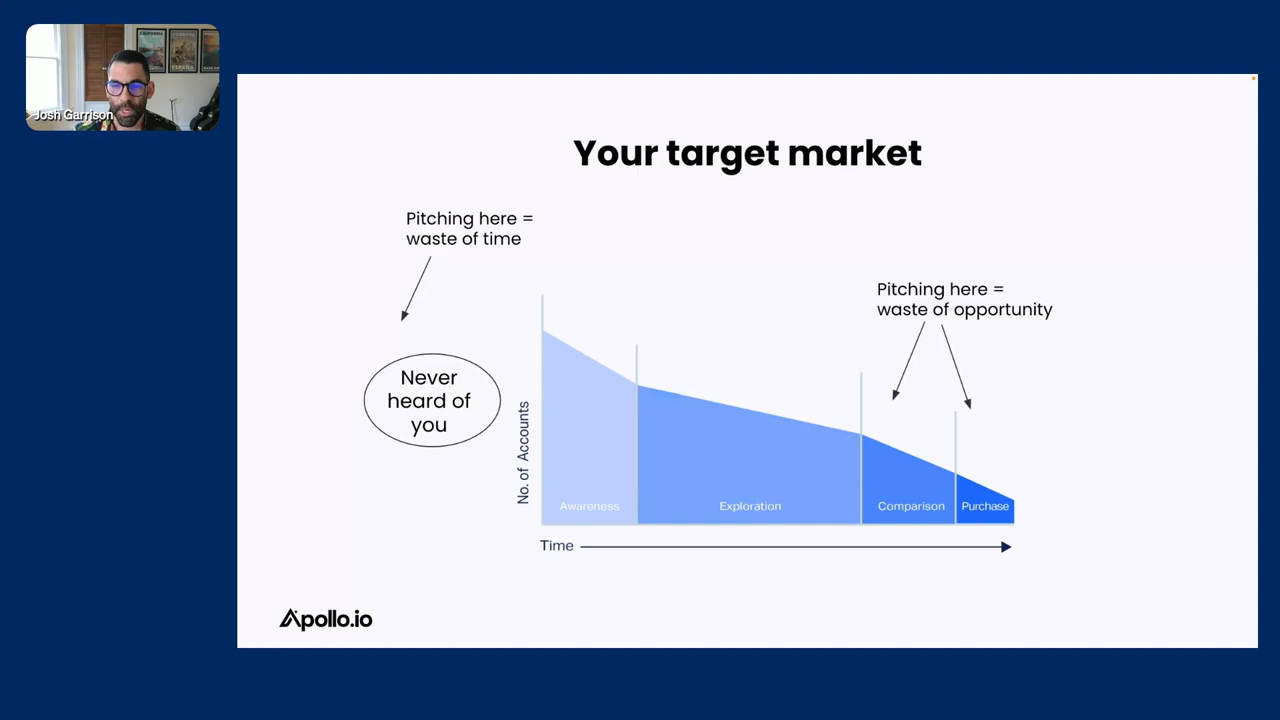 Josh Garrison
Your target market
Pitching here =
waste of time
Pitching here =
waste of opportunity
Never
heard of
you
No. of Accounts
Awareness
Exploration
Comparison
Purchase
Time
Apollo.io